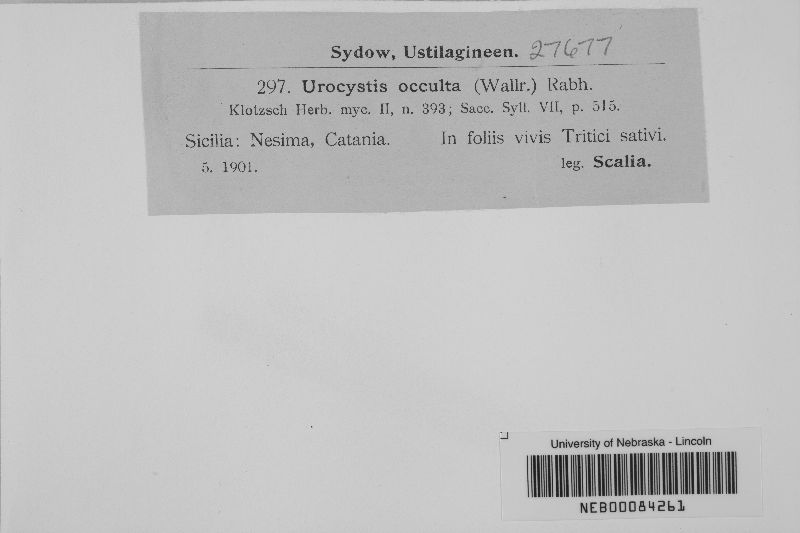 Sydow, Ustilagineen. 27677
297. Urocystis occulta (Wallr.) Rabh.
Klotzsch Herb. myc. II, n. 393; Sacc. Syll. VII, p. 515.
Sicilia: Nesima, Catania. In foliis vivis Tritici sativi.
5. 1901. leg. Scalia.
University of Nebraska - Lincoln
NEB00084261